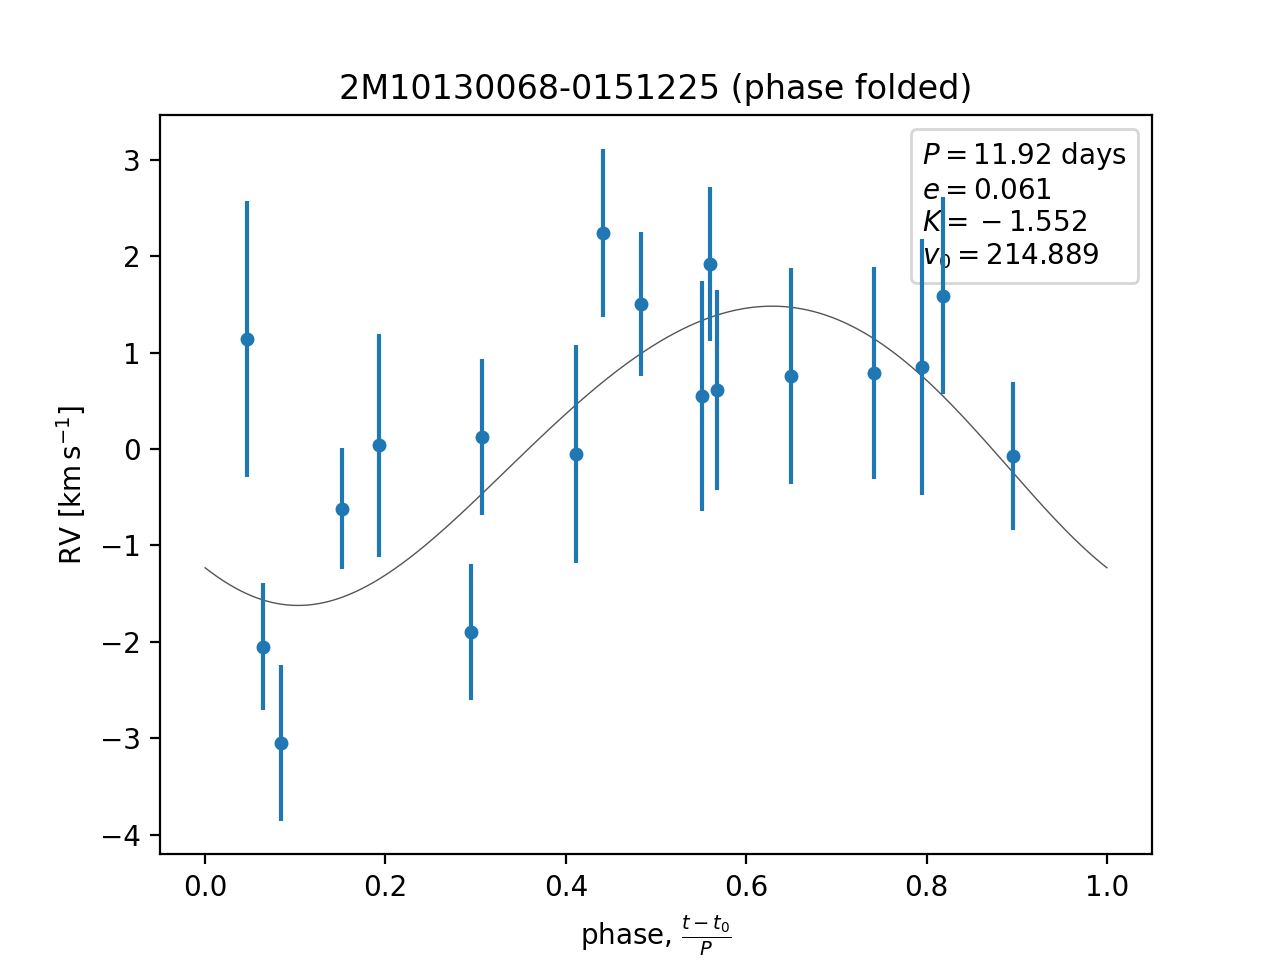 2M10130068-0151225 (phase folded)
P = 11.92 days
e = 0.061
K = −1.552
v₀ = 214.889
3
2
1
0
−1
−2
−3
−4
RV [km s⁻¹]
0.0 0.2 0.4 0.6 0.8 1.0
phase, (t − t₀)/P